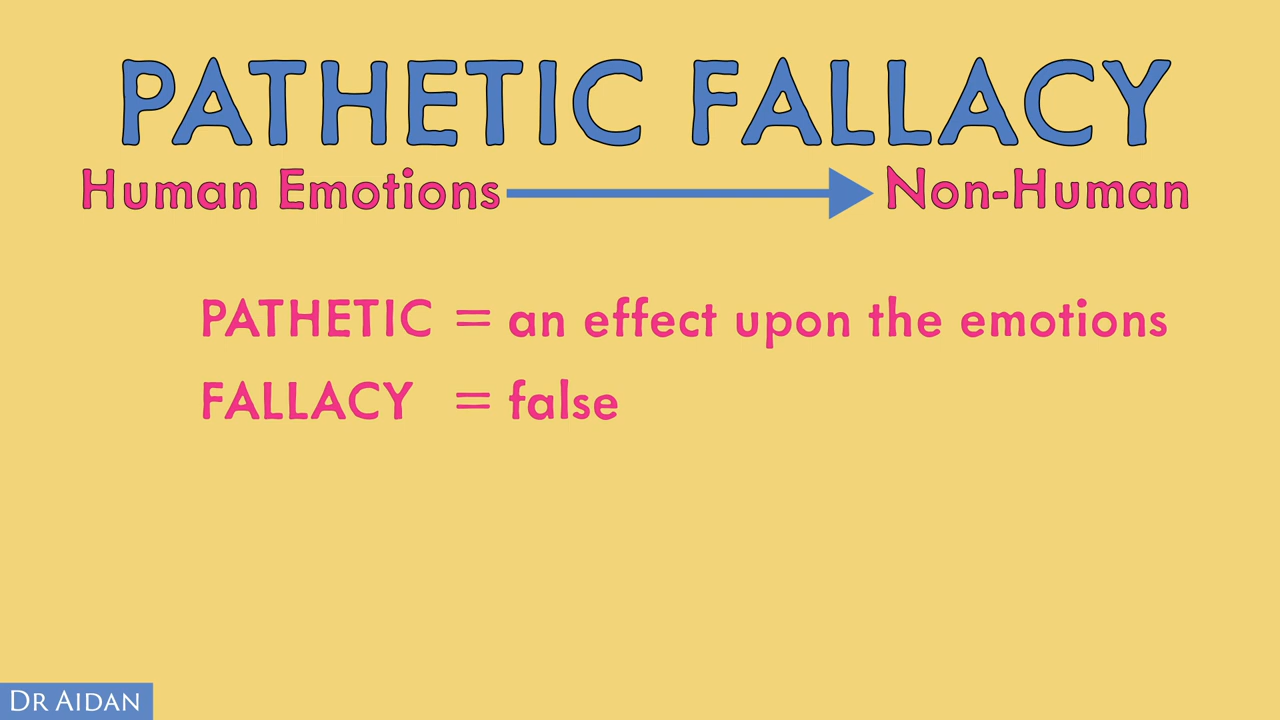 PATHETIC FALLACY
Human Emotions Non-Human
PATHETIC = an effect upon the emotions
FALLACY = false
DR AIDAN